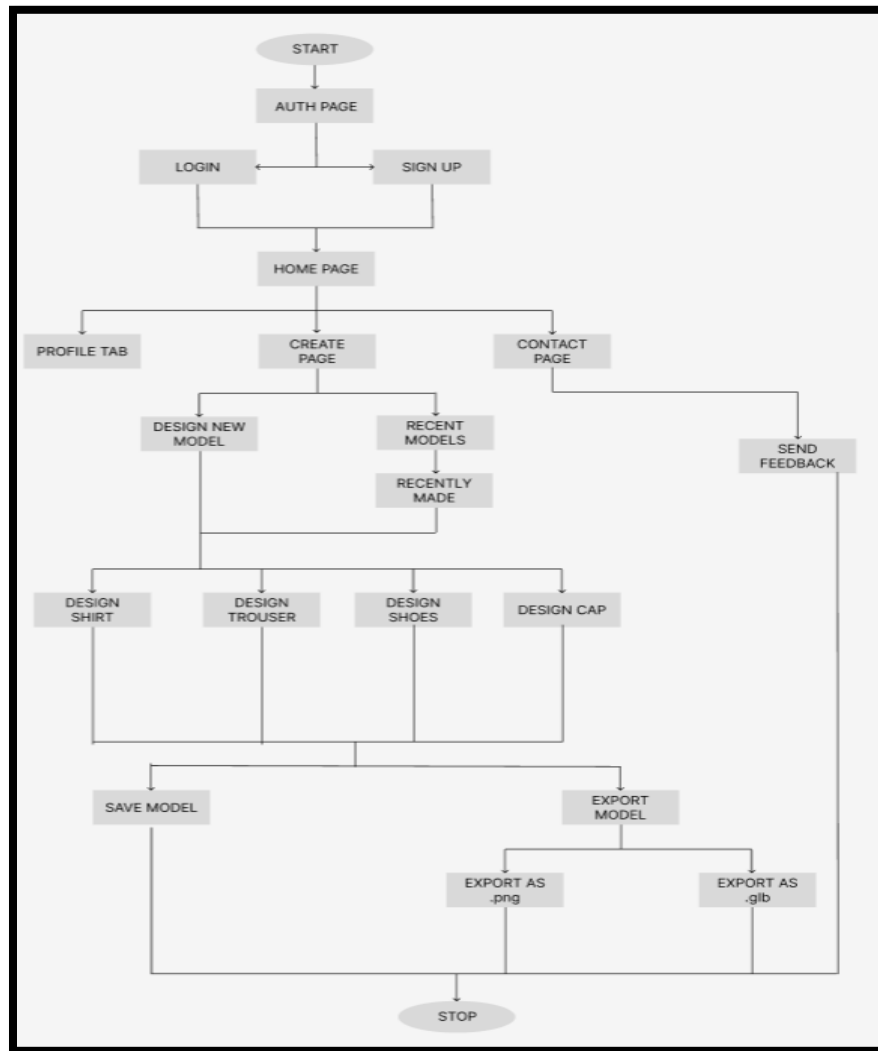 START
AUTH PAGE
LOGIN
SIGN UP
HOME PAGE
PROFILE TAB
CREATE
PAGE
CONTACT
PAGE
DESIGN NEW
MODEL
RECENT
MODELS
SEND
FEEDBACK
RECENTLY
MADE
DESIGN
SHIRT
DESIGN
TROUSER
DESIGN
SHOES
DESIGN CAP
SAVE MODEL
EXPORT
MODEL
EXPORT AS
.png
EXPORT AS
.glb
STOP